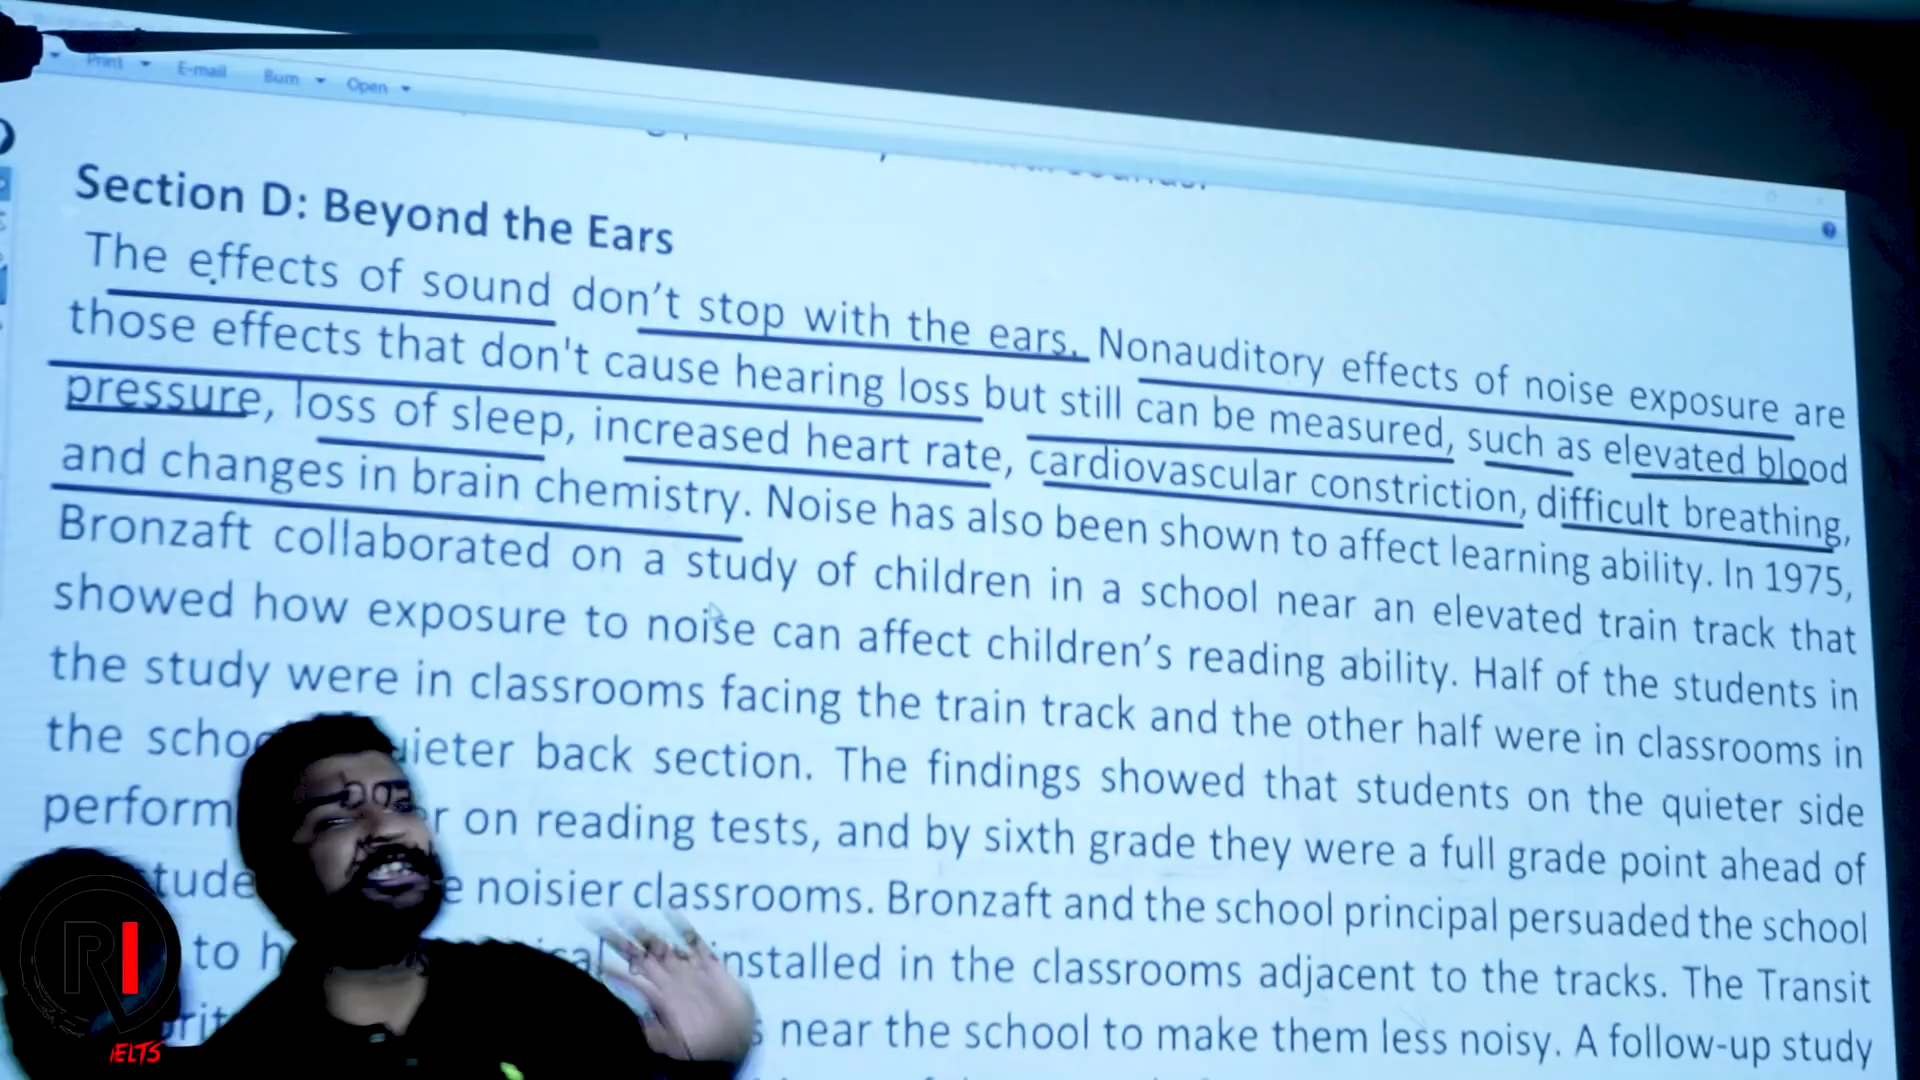 Print E-mail Burn Open
Section D: Beyond the Ears
The effects of sound don't stop with the ears. Nonauditory effects of noise exposure are
those effects that don't cause hearing loss but still can be measured, such as elevated blood
pressure, loss of sleep, increased heart rate, cardiovascular constriction, difficult breathing,
and changes in brain chemistry. Noise has also been shown to affect learning ability. In 1975,
Bronzaft collaborated on a study of children in a school near an elevated train track that
showed how exposure to noise can affect children's reading ability. Half of the students in
the study were in classrooms facing the train track and the other half were in classrooms in
the back section. The findings showed that students on the quieter side
on reading tests, and by sixth grade they were a full grade point ahead of
noisier classrooms. Bronzaft and the school principal persuaded the school
to installed in the classrooms adjacent to the tracks. The Transit
near the school to make them less noisy. A follow-up study
RI
IELTS